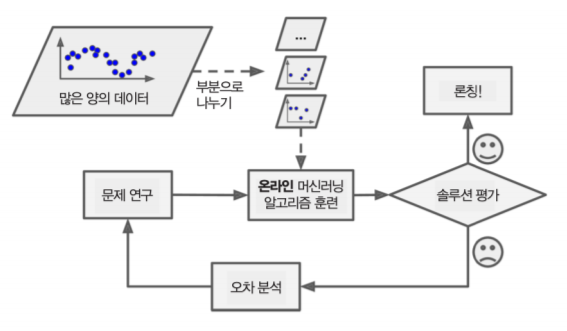 많은 양의 데이터
부분으로
나누기
...
론칭!
문제 연구
온라인 머신러닝
알고리즘 훈련
솔루션 평가
오차 분석